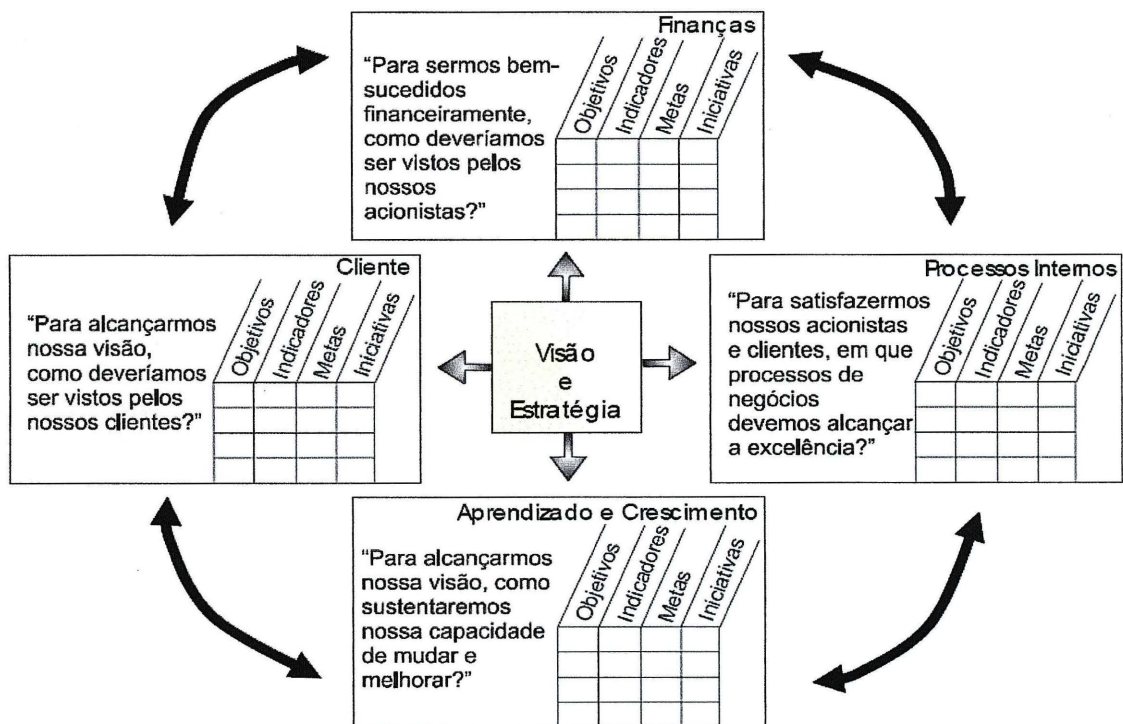 Finanças
"Para sermos bem-
sucedidos
financeiramente,
como deveríamos
ser vistos pelos
nossos
acionistas?"
Objetivos
Indicadores
Metas
Iniciativas
Cliente
"Para alcançarmos
nossa visão,
como deveríamos
ser vistos pelos
nossos clientes?"
Objetivos
Indicadores
Metas
Iniciativas
Visão
e
Estratégia
Processos Internos
"Para satisfazermos
nossos acionistas
e clientes, em que
processos de
negócios
devemos alcançar
a excelência?"
Objetivos
Indicadores
Metas
Iniciativas
Aprendizado e Crescimento
"Para alcançarmos
nossa visão, como
sustentaremos
nossa capacidade
de mudar e
melhorar?"
Objetivos
Indicadores
Metas
Iniciativas